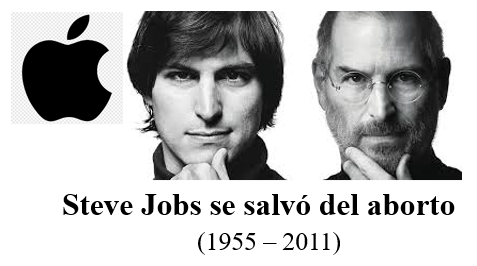 Steve Jobs se salvó del aborto
(1955 – 2011)